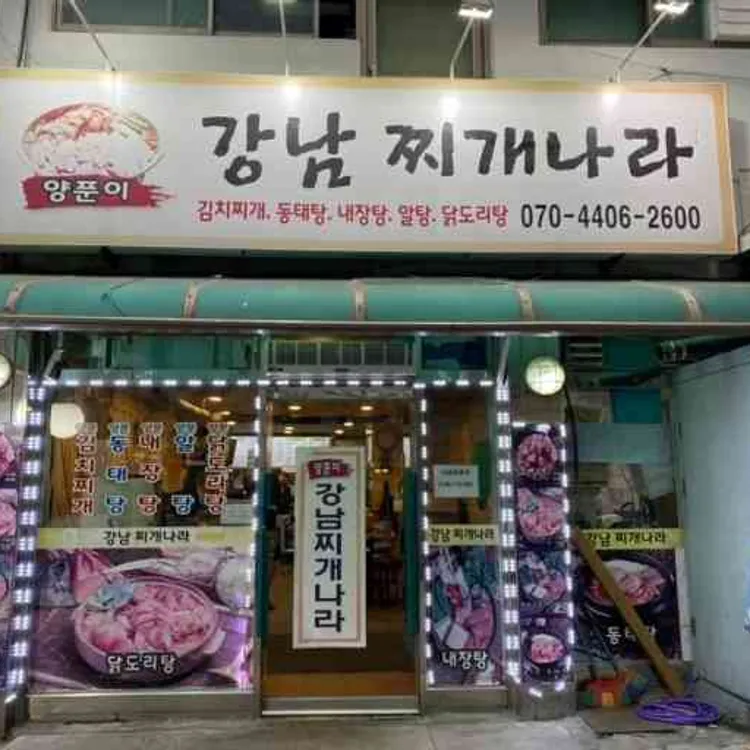 강남 찌개나라
양푼이
김치찌개. 동태탕. 내장탕. 알탕. 닭도리탕 070-4406-2600
김치찌개
동태탕
내장탕
알탕
닭도리탕
양푼이
강남찌개나라
강남 찌개나라
닭도리탕
강남 찌개나라
내장탕
강남 찌개나라
동태탕